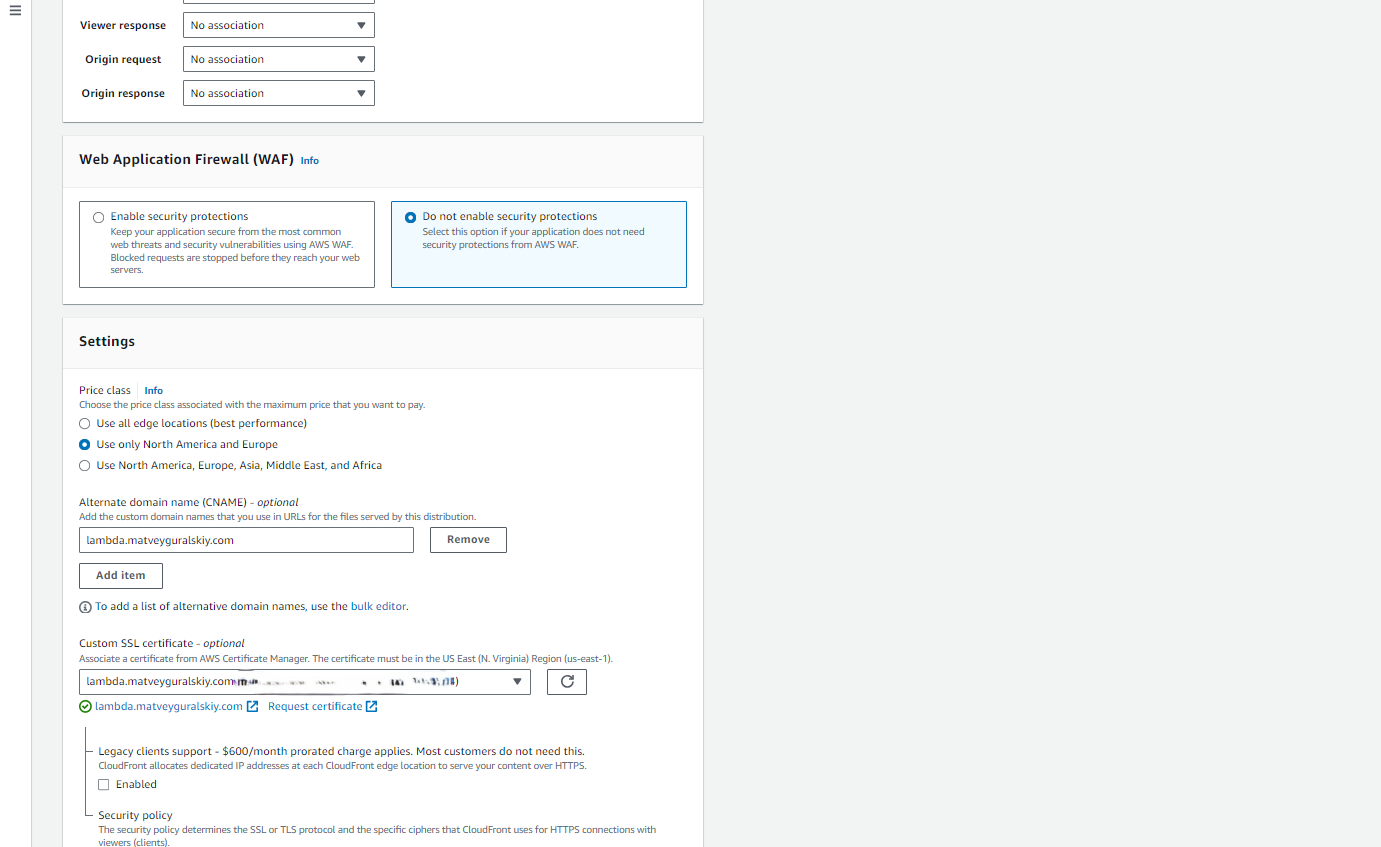 Viewer response No association
Origin request No association
Origin response No association
Web Application Firewall (WAF) Info
Enable security protections
Keep your application secure from the most common
web threats and security vulnerabilities using AWS WAF.
Blocked requests are stopped before they reach your web
servers.
Do not enable security protections
Select this option if your application does not need
security protections from AWS WAF.
Settings
Price class Info
Choose the price class associated with the maximum price that you want to pay.
Use all edge locations (best performance)
Use only North America and Europe
Use North America, Europe, Asia, Middle East, and Africa
Alternate domain name (CNAME) - optional
Add the custom domain names that you use in URLs for the files served by this distribution.
lambda.matveyguralskiy.com Remove
Add item
To add a list of alternative domain names, use the bulk editor.
Custom SSL certificate - optional
Associate a certificate from AWS Certificate Manager. The certificate must be in the US East (N. Virginia) Region (us-east-1).
lambda.matveyguralskiy.com
lambda.matveyguralskiy.com Request certificate
Legacy clients support - $600/month prorated charge applies. Most customers do not need this.
CloudFront allocates dedicated IP addresses at each CloudFront edge location to serve your content over HTTPS.
Enabled
Security policy
The security policy determines the SSL or TLS protocol and the specific ciphers that CloudFront uses for HTTPS connections with
viewers (clients).